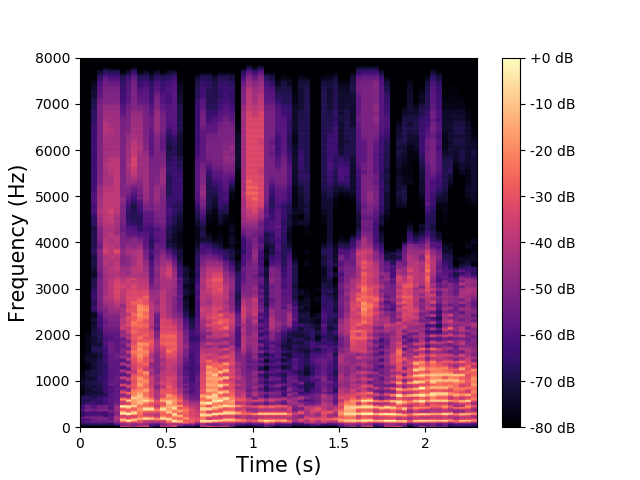 8000
7000
6000
5000
4000
3000
2000
1000
0
Frequency (Hz)
0
0.5
1
1.5
2
Time (s)
+0 dB
-10 dB
-20 dB
-30 dB
-40 dB
-50 dB
-60 dB
-70 dB
-80 dB